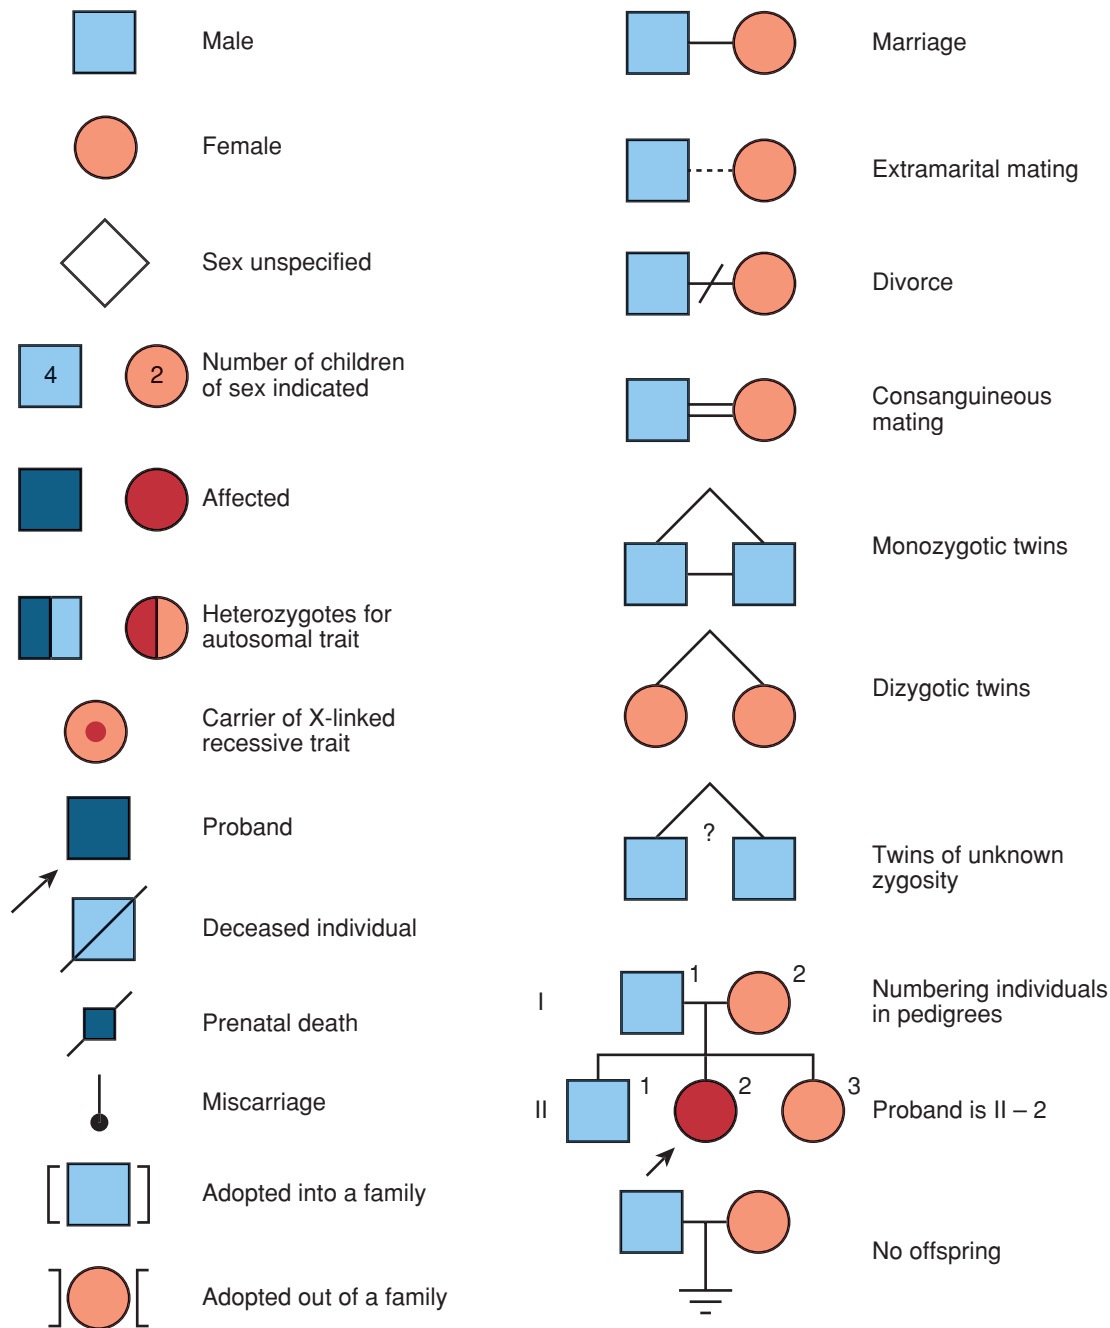 Male
Female
Sex unspecified
4
2
Number of children
of sex indicated
Affected
Heterozygotes for
autosomal trait
Carrier of X-linked
recessive trait
Proband
Deceased individual
Prenatal death
Miscarriage
Adopted into a family
Adopted out of a family
Marriage
Extramarital mating
Divorce
Consanguineous
mating
Monozygotic twins
Dizygotic twins
?
Twins of unknown
zygosity
I
1
2
Numbering individuals
in pedigrees
II
1
2
3
Proband is II – 2
No offspring